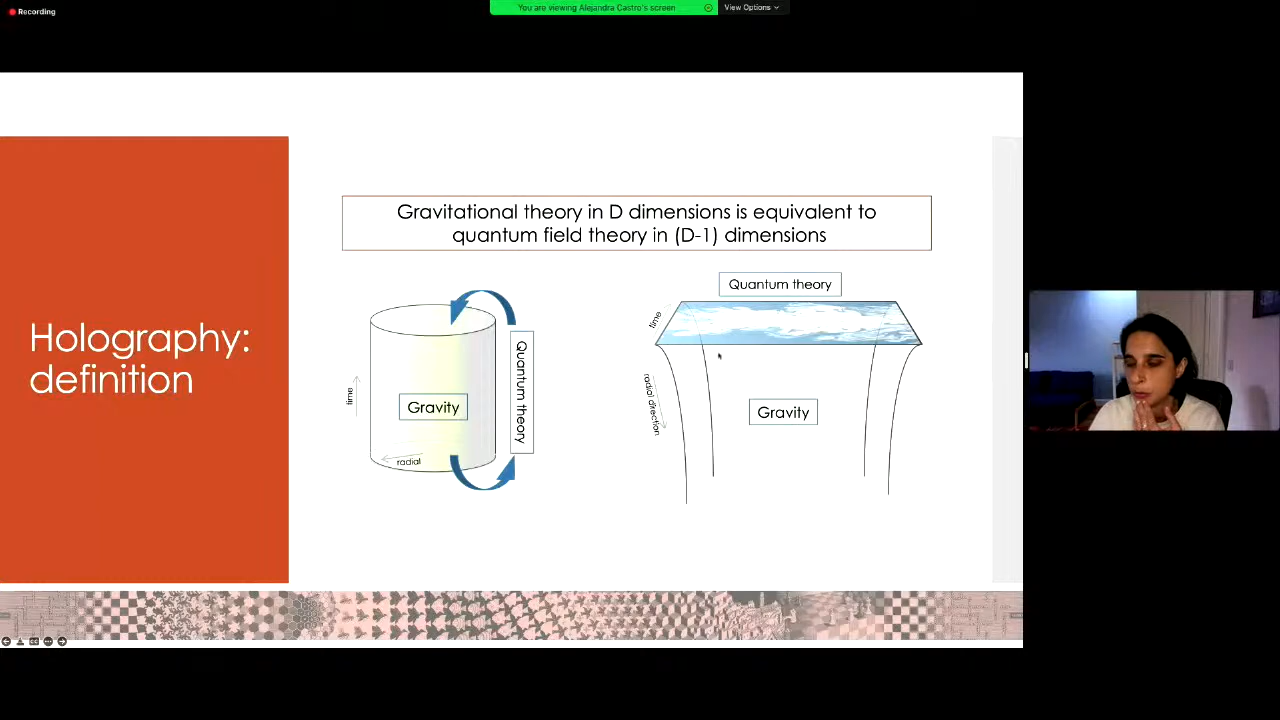 Recording
You are viewing Alejandra Castro's screen
View Options
Holography:
definition
Gravitational theory in D dimensions is equivalent to
quantum field theory in (D-1) dimensions
time
Gravity
radial
Quantum theory
Quantum theory
time
radial direction
Gravity